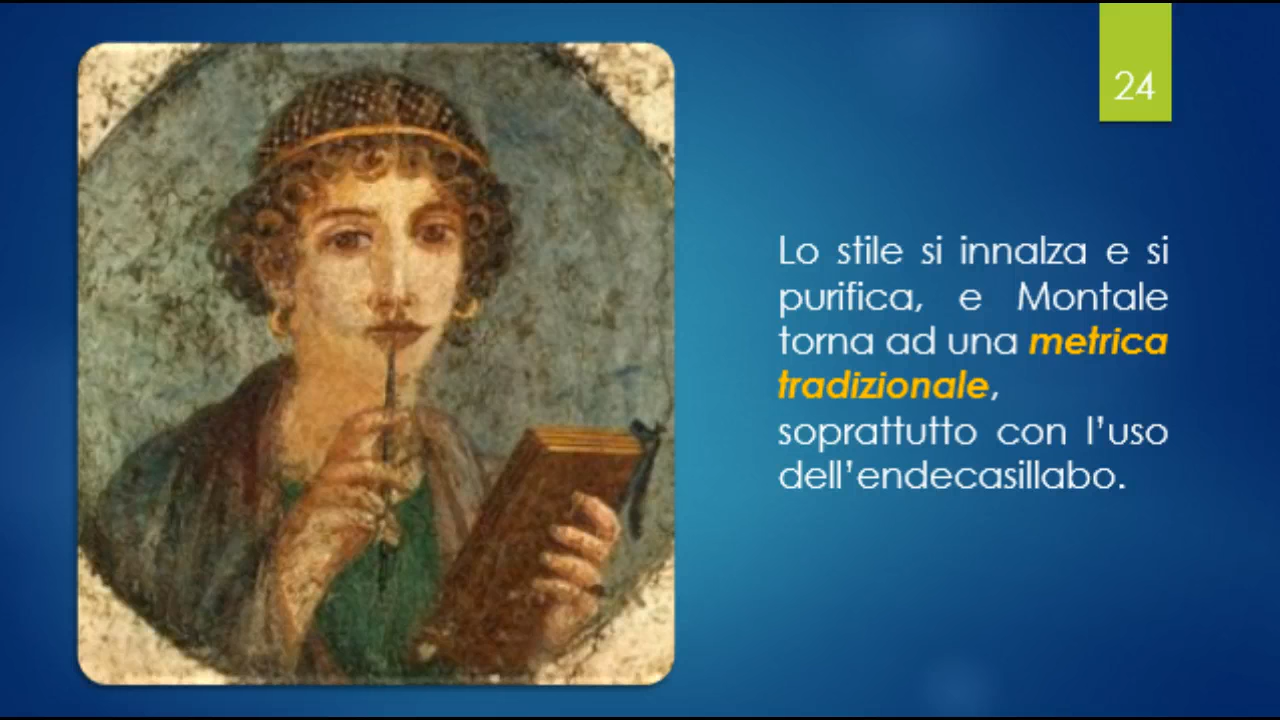 24
Lo stile si innalza e si
purifica, e Montale
torna ad una metrica
tradizionale,
soprattutto con l’uso
dell’endecasillabo.